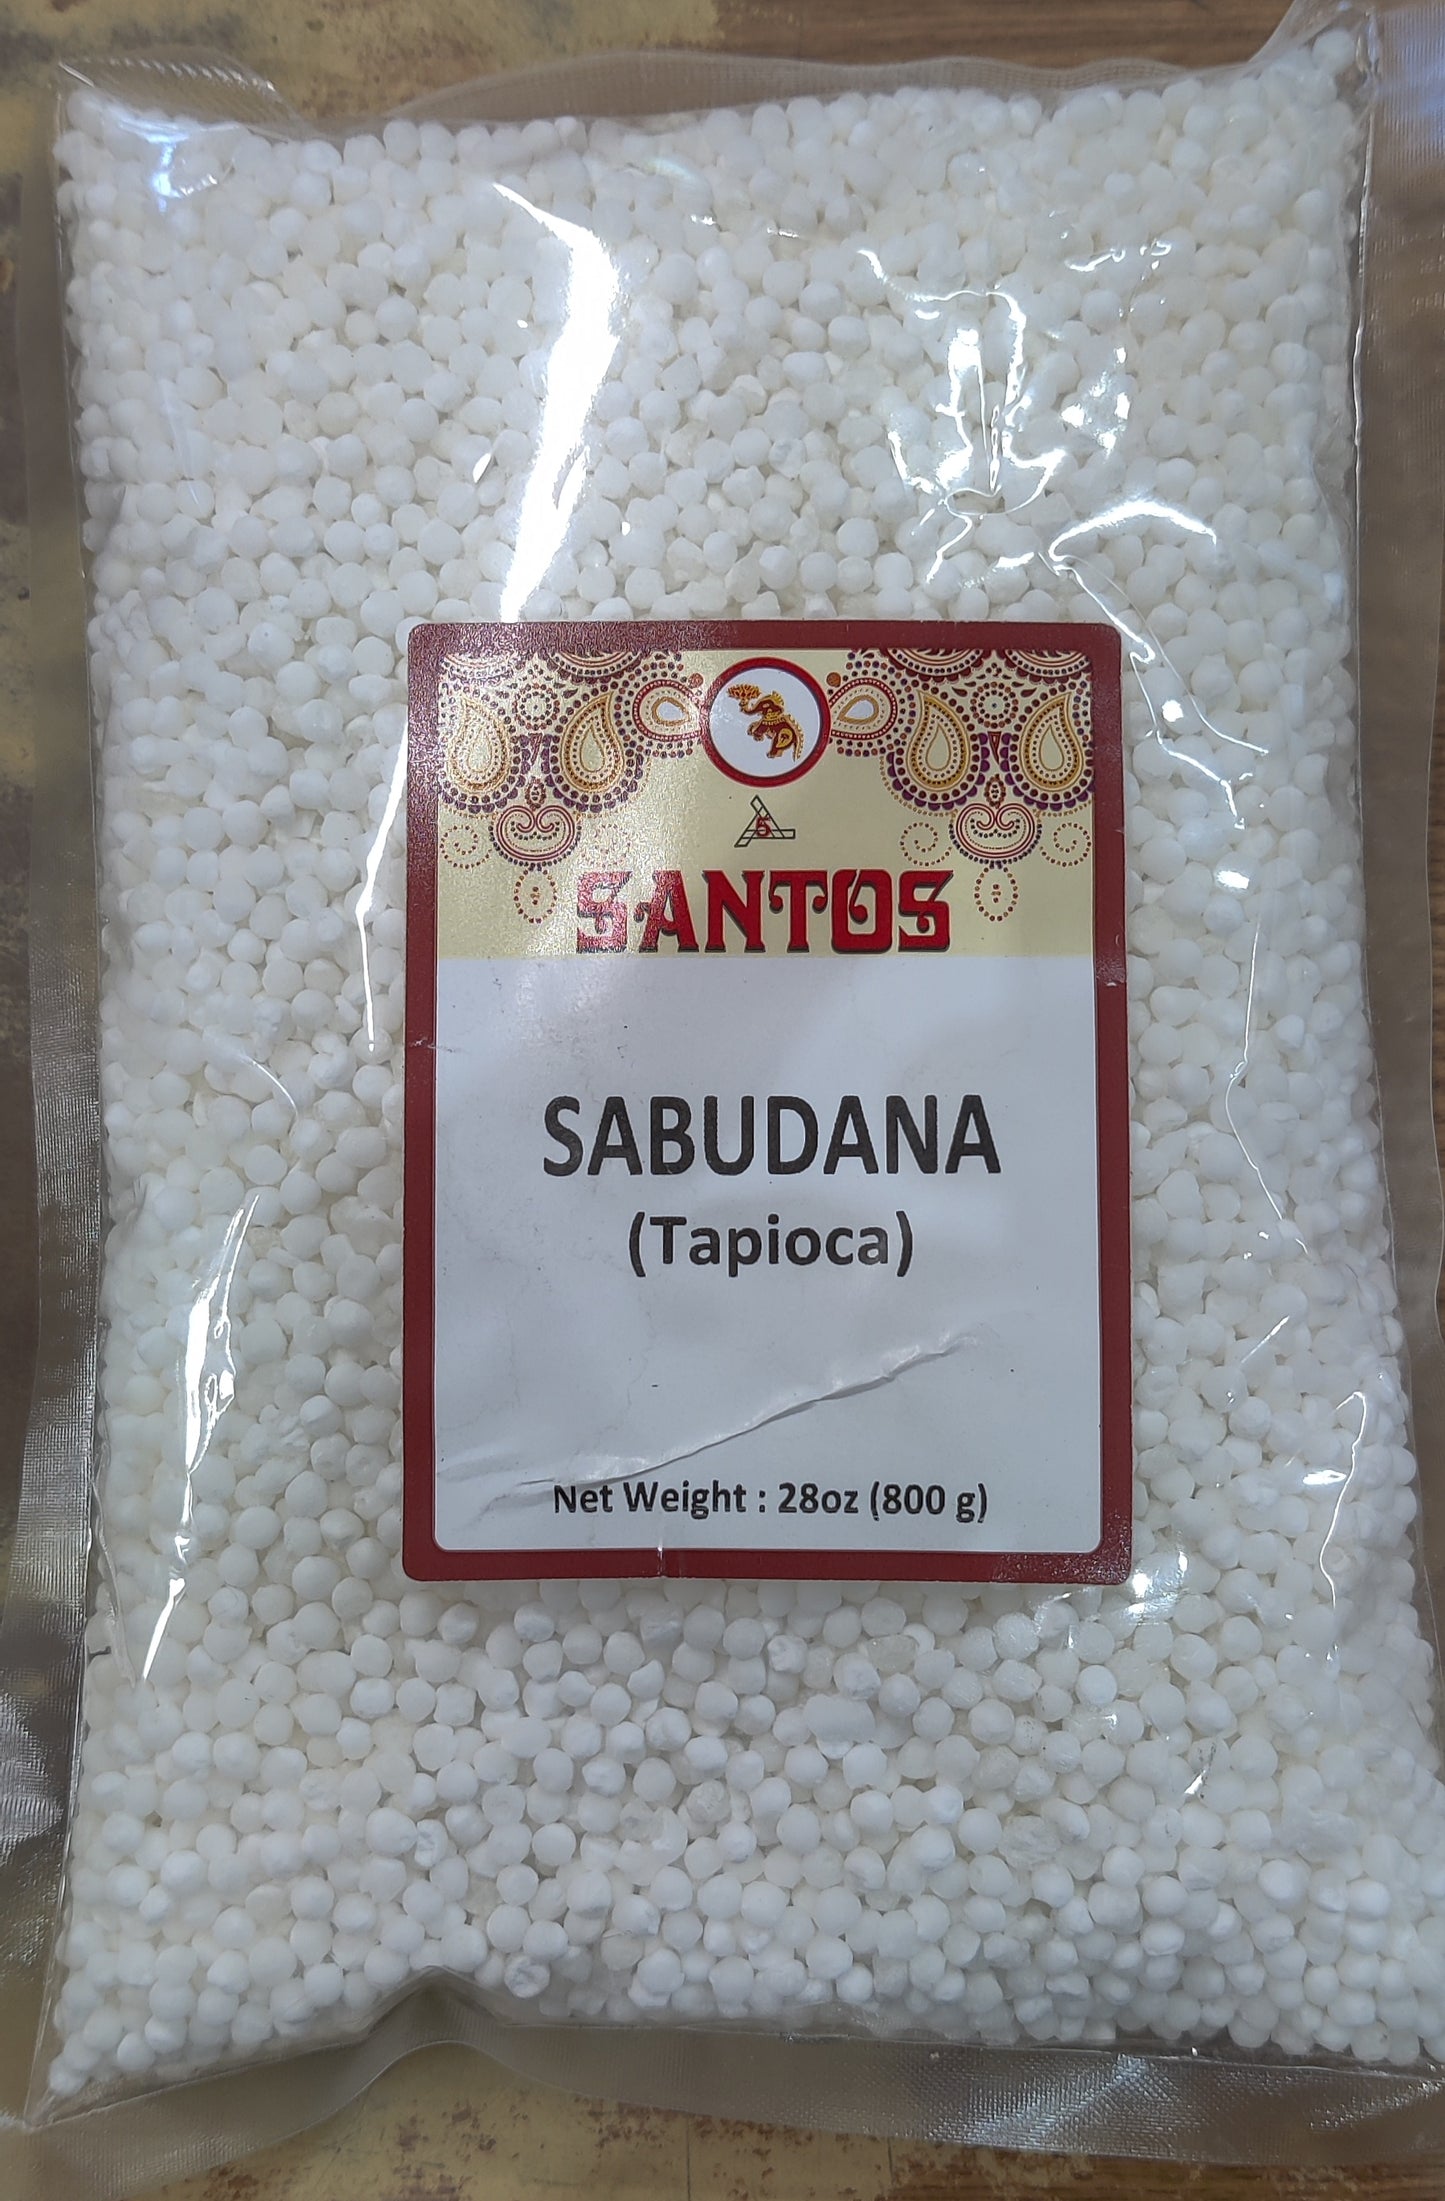 SANTOS
SABUDANA
(Tapioca)
Net Weight : 28oz (800 g)